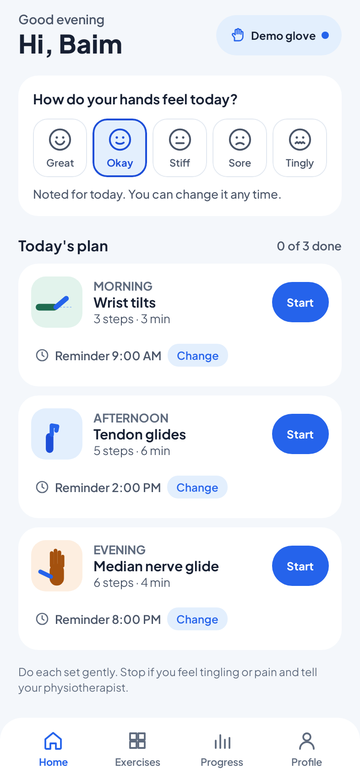 Good evening
Hi, Baim
Demo glove
How do your hands feel today?
Great
Okay
Stiff
Sore
Tingly
Noted for today. You can change it any time.
Today's plan
0 of 3 done
MORNING
Wrist tilts
3 steps · 3 min
Start
Reminder 9:00 AM
Change
AFTERNOON
Tendon glides
5 steps · 6 min
Start
Reminder 2:00 PM
Change
EVENING
Median nerve glide
6 steps · 4 min
Start
Reminder 8:00 PM
Change
Do each set gently. Stop if you feel tingling or pain and tell
your physiotherapist.
Home
Exercises
Progress
Profile